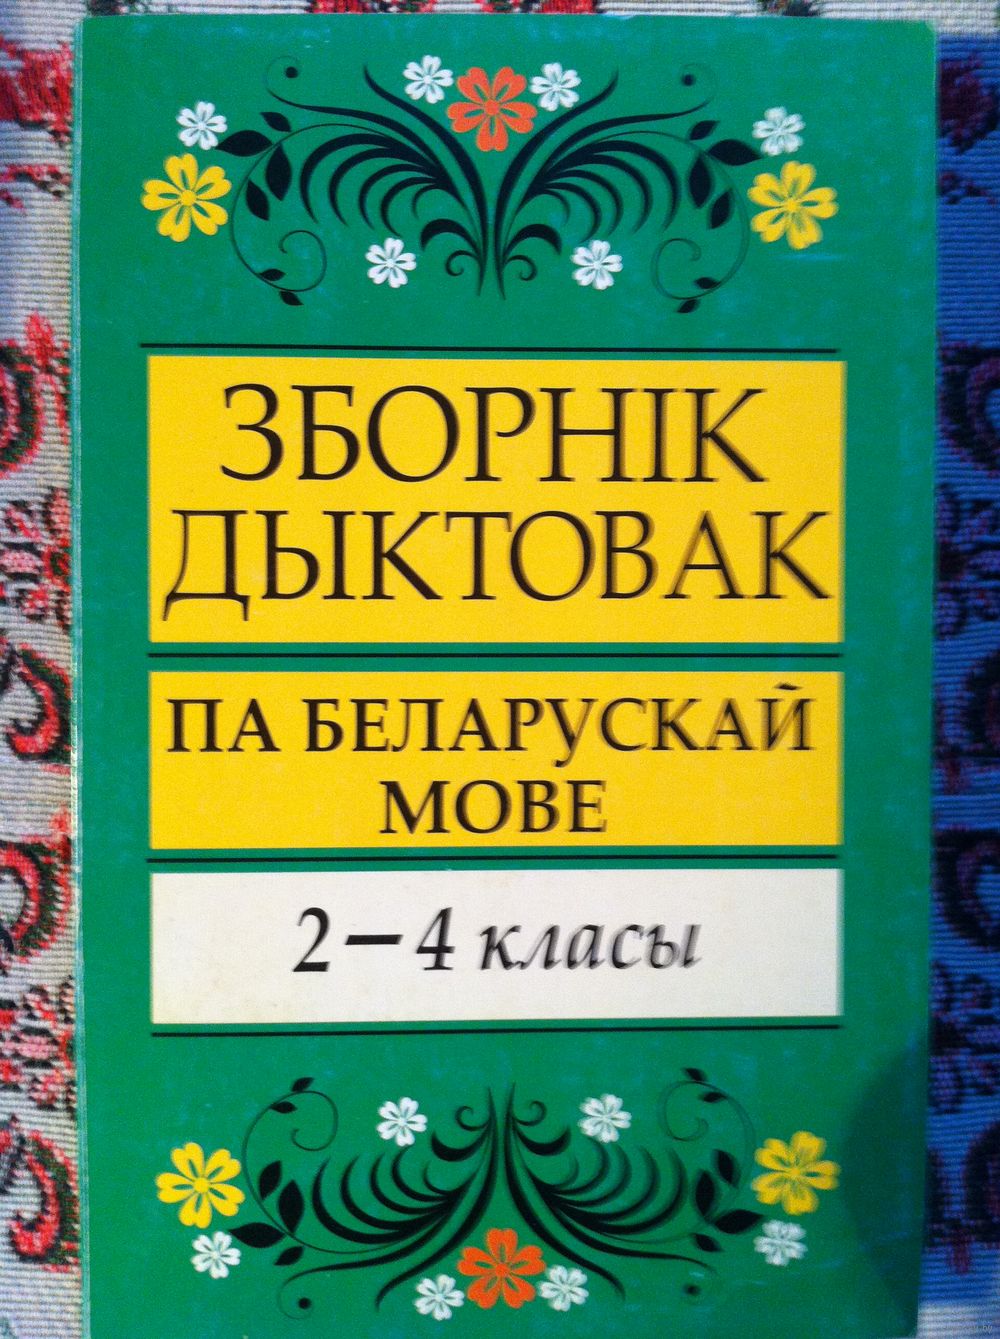 ЗБОРНІК
ДЫКТОВАК
ПА БЕЛАРУСКАЙ
МОВЕ
2–4 класы